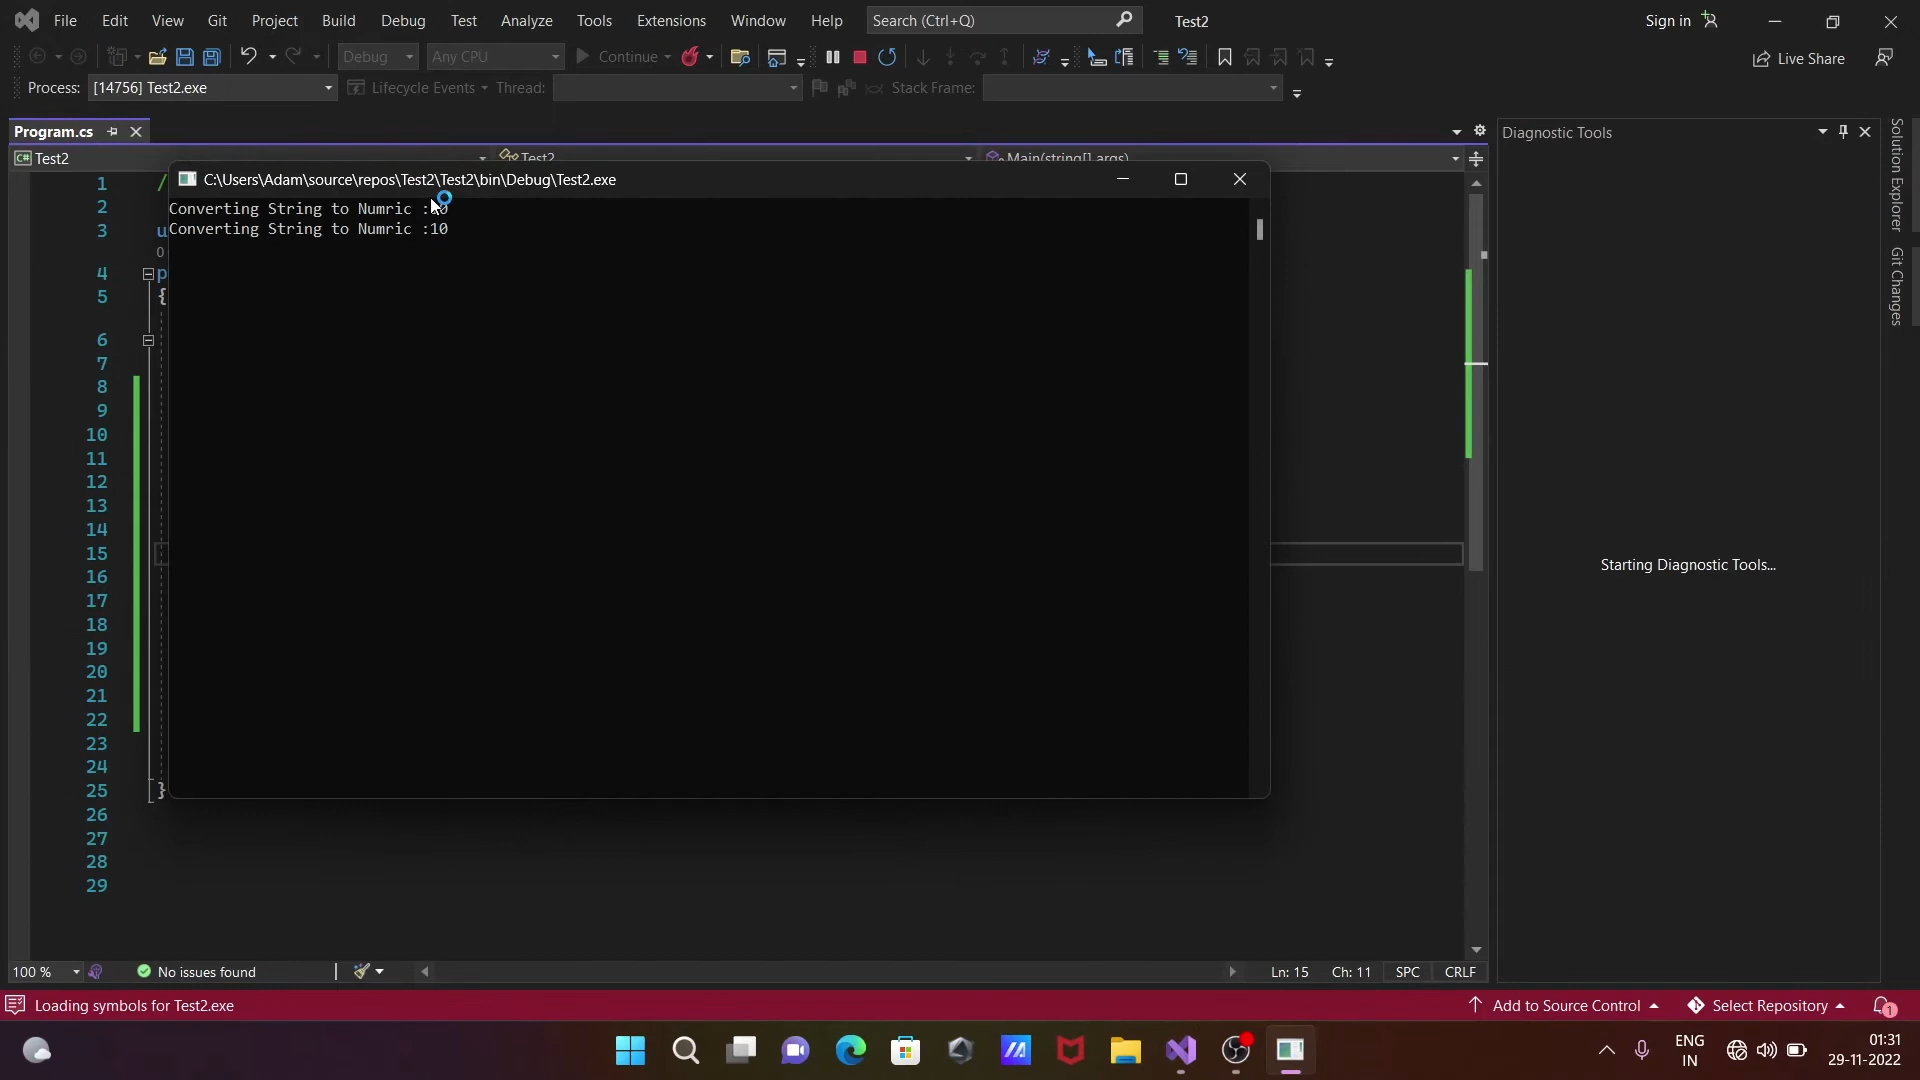 File Edit View Git Project Build Debug Test Analyze Tools Extensions Window Help Search (Ctrl+Q) Test2 Sign in
Debug Any CPU Continue Live Share
Process: [14756] Test2.exe Lifecycle Events Thread: Stack Frame:
Program.cs Diagnostic Tools
C# Test2 Test2 Main(string[] args)
C:\Users\Adam\source\repos\Test2\Test2\bin\Debug\Test2.exe
Converting String to Numric :
Converting String to Numric :10
1 /
2
3 u
0
4 p
5 {
6
7
8
9
10
11
12
13
14
15
16
17
18
19
20
21
22
23
24
25 }
26
27
28
29
Starting Diagnostic Tools...
Solution Explorer
Git Changes
100 % No issues found Ln: 15 Ch: 11 SPC CRLF
Loading symbols for Test2.exe Add to Source Control Select Repository 1
ENG
IN
01:31
29-11-2022